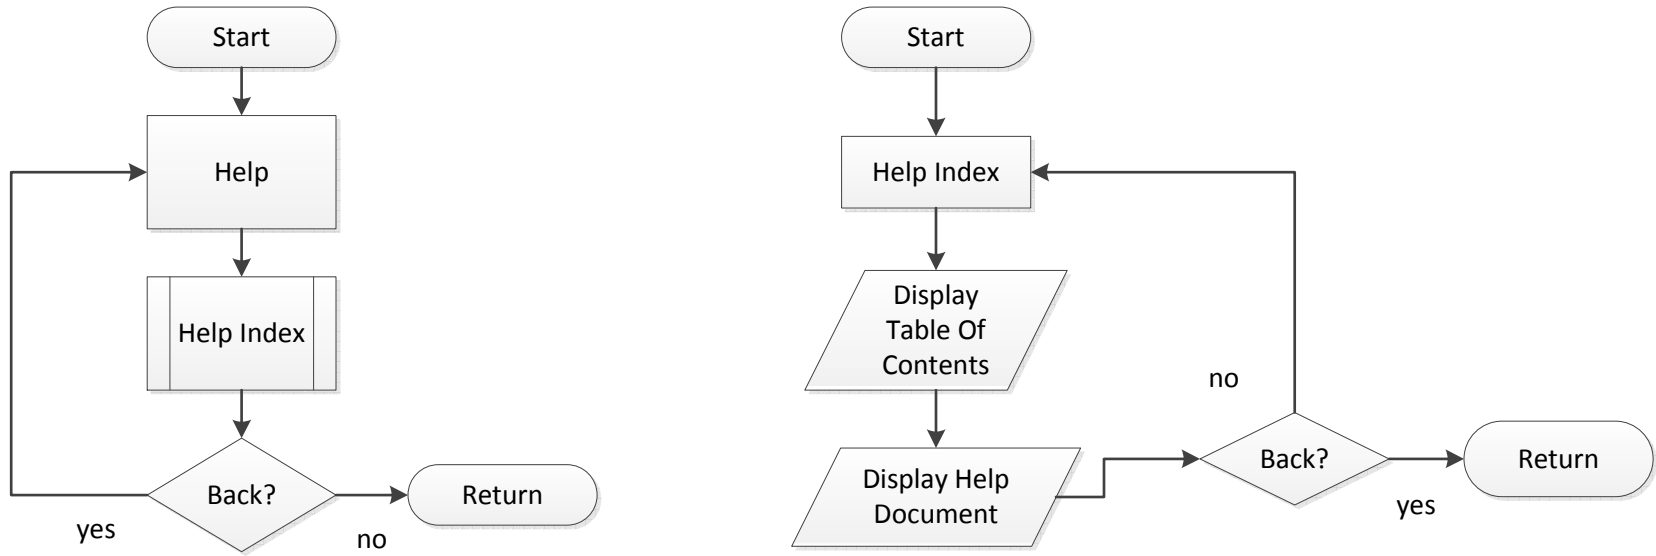 Start
Help
Help Index
Back?
Return
yes
no
Start
Help Index
Display
Table Of
Contents
no
Display Help
Document
Back?
Return
yes